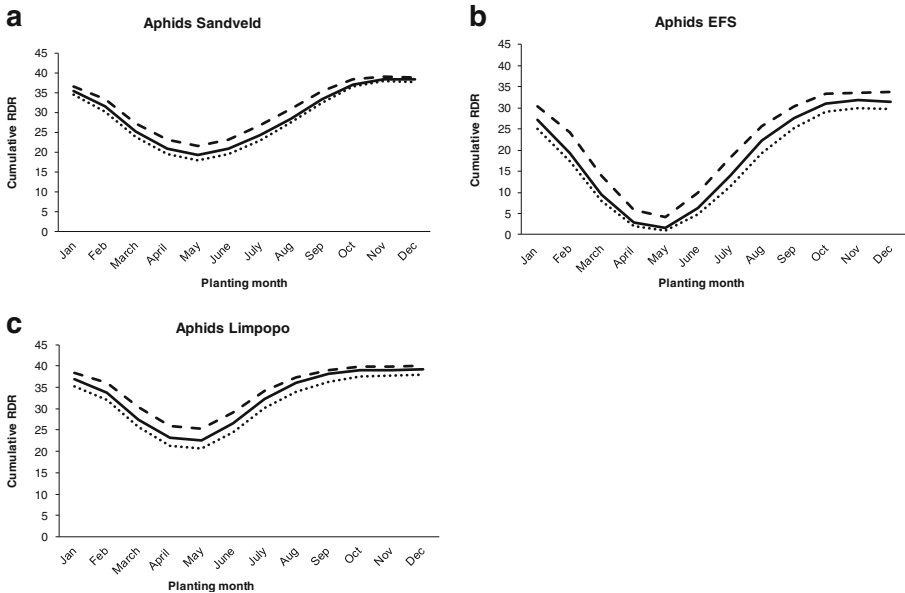 a
Aphids Sandveld
Cumulative RDR
45
40
35
30
25
20
15
10
5
0
Jan Feb March April May June July Aug Sep Oct Nov Dec
Planting month
b
Aphids EFS
Cumulative RDR
45
40
35
30
25
20
15
10
5
0
Jan Feb March April May June July Aug Sep Oct Nov Dec
Planting month
c
Aphids Limpopo
Cumulative RDR
45
40
35
30
25
20
15
10
5
0
Jan Feb March April May June July Aug Sep Oct Nov Dec
Planting month